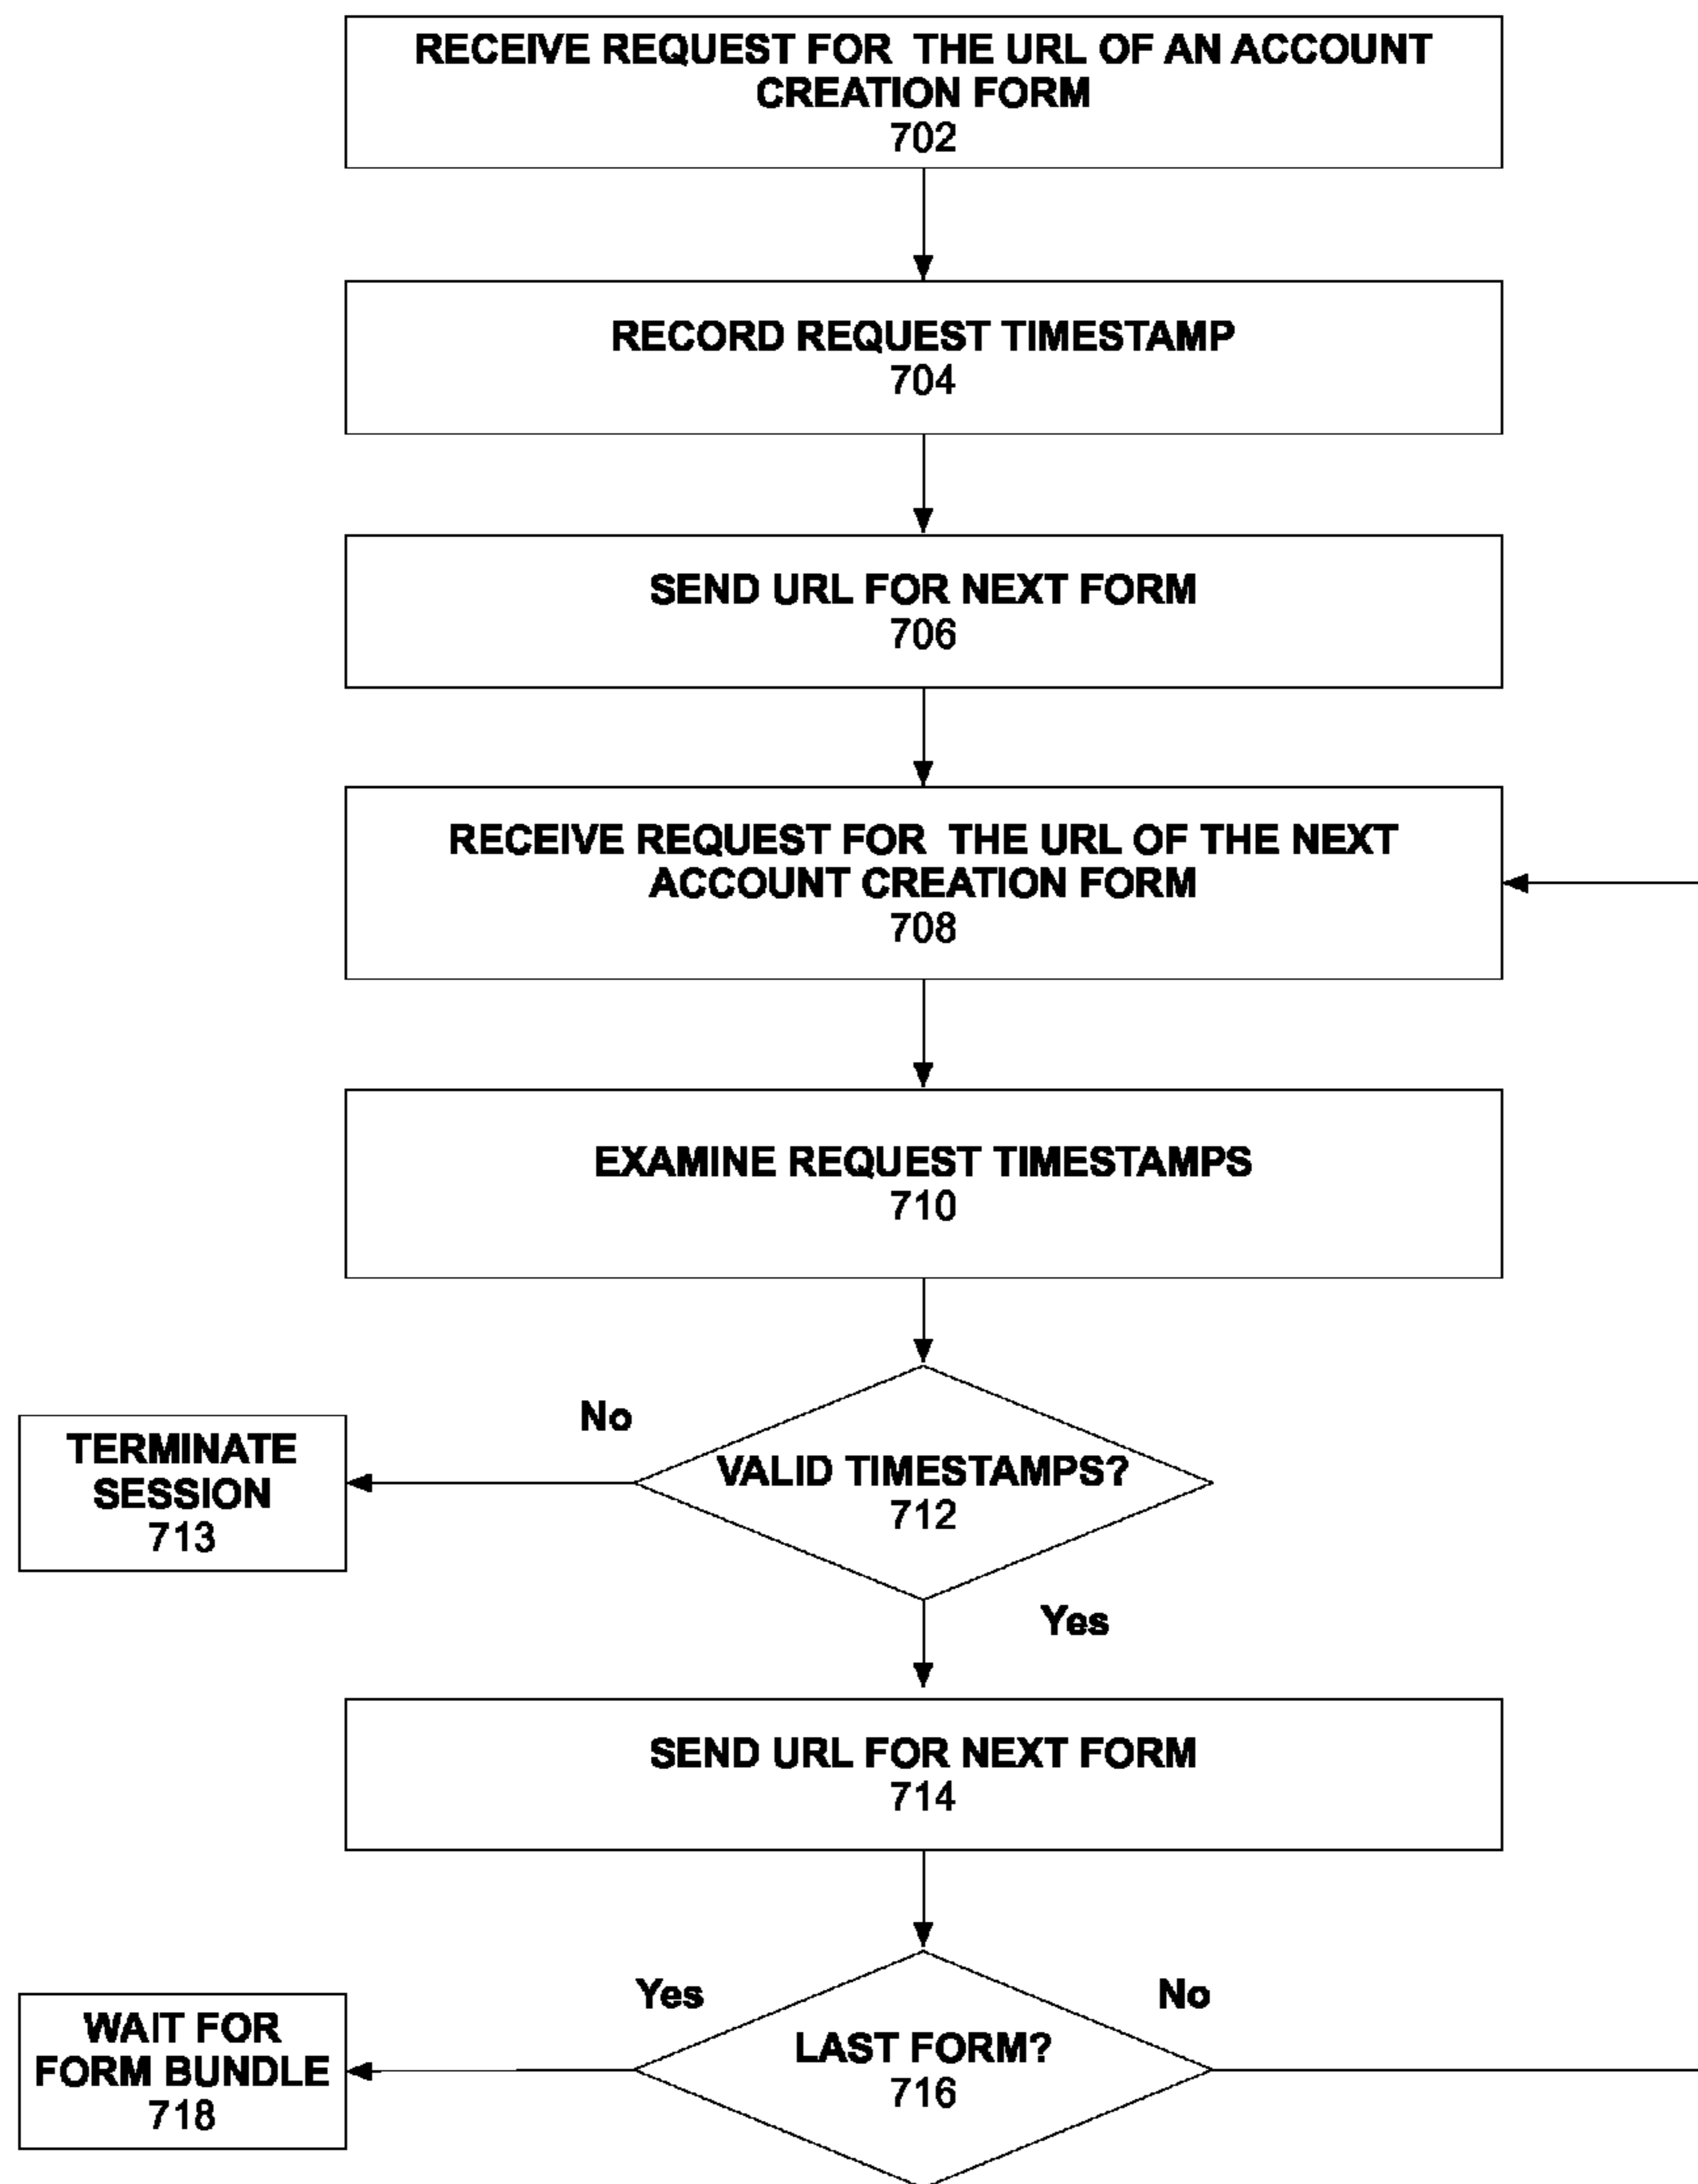 RECEIVE REQUEST FOR THE URL OF AN ACCOUNT
CREATION FORM
702
RECORD REQUEST TIMESTAMP
704
SEND URL FOR NEXT FORM
706
RECEIVE REQUEST FOR THE URL OF THE NEXT
ACCOUNT CREATION FORM
708
EXAMINE REQUEST TIMESTAMPS
710
No
TERMINATE
SESSION
713
VALID TIMESTAMPS?
712
Yes
SEND URL FOR NEXT FORM
714
Yes
No
WAIT FOR
FORM BUNDLE
718
LAST FORM?
716